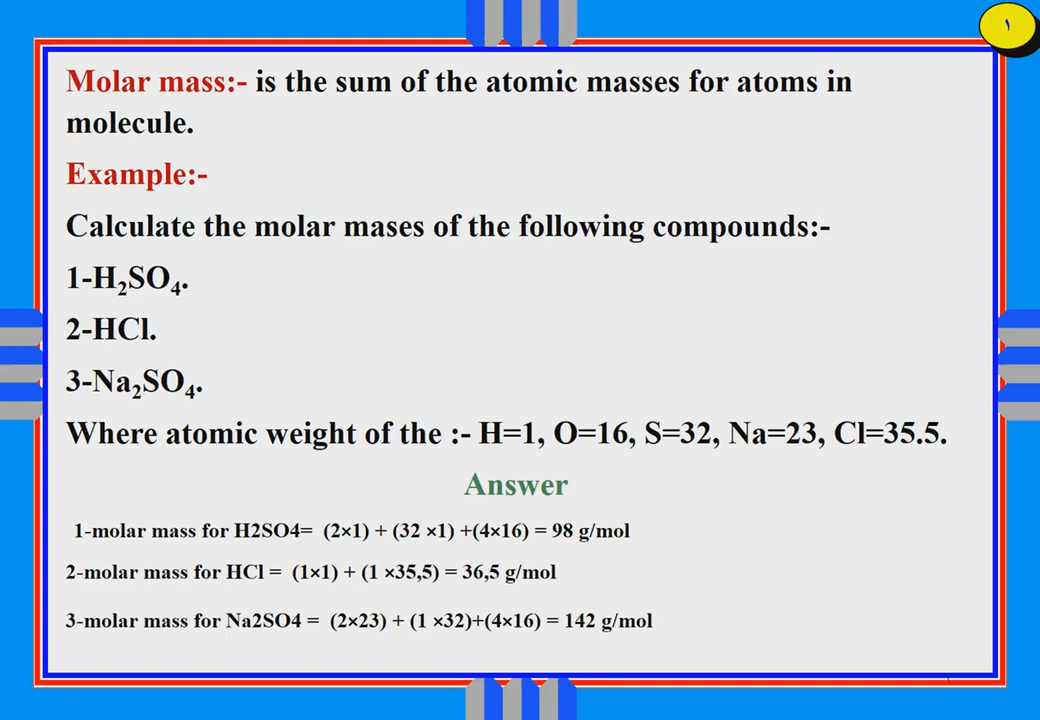 ١
Molar mass:- is the sum of the atomic masses for atoms in
molecule.
Example:-
Calculate the molar mases of the following compounds:-
1-H₂SO₄.
2-HCl.
3-Na₂SO₄.
Where atomic weight of the :- H=1, O=16, S=32, Na=23, Cl=35.5.
Answer
1-molar mass for H2SO4= (2×1) + (32 ×1) +(4×16) = 98 g/mol
2-molar mass for HCl = (1×1) + (1 ×35,5) = 36,5 g/mol
3-molar mass for Na2SO4 = (2×23) + (1 ×32)+(4×16) = 142 g/mol